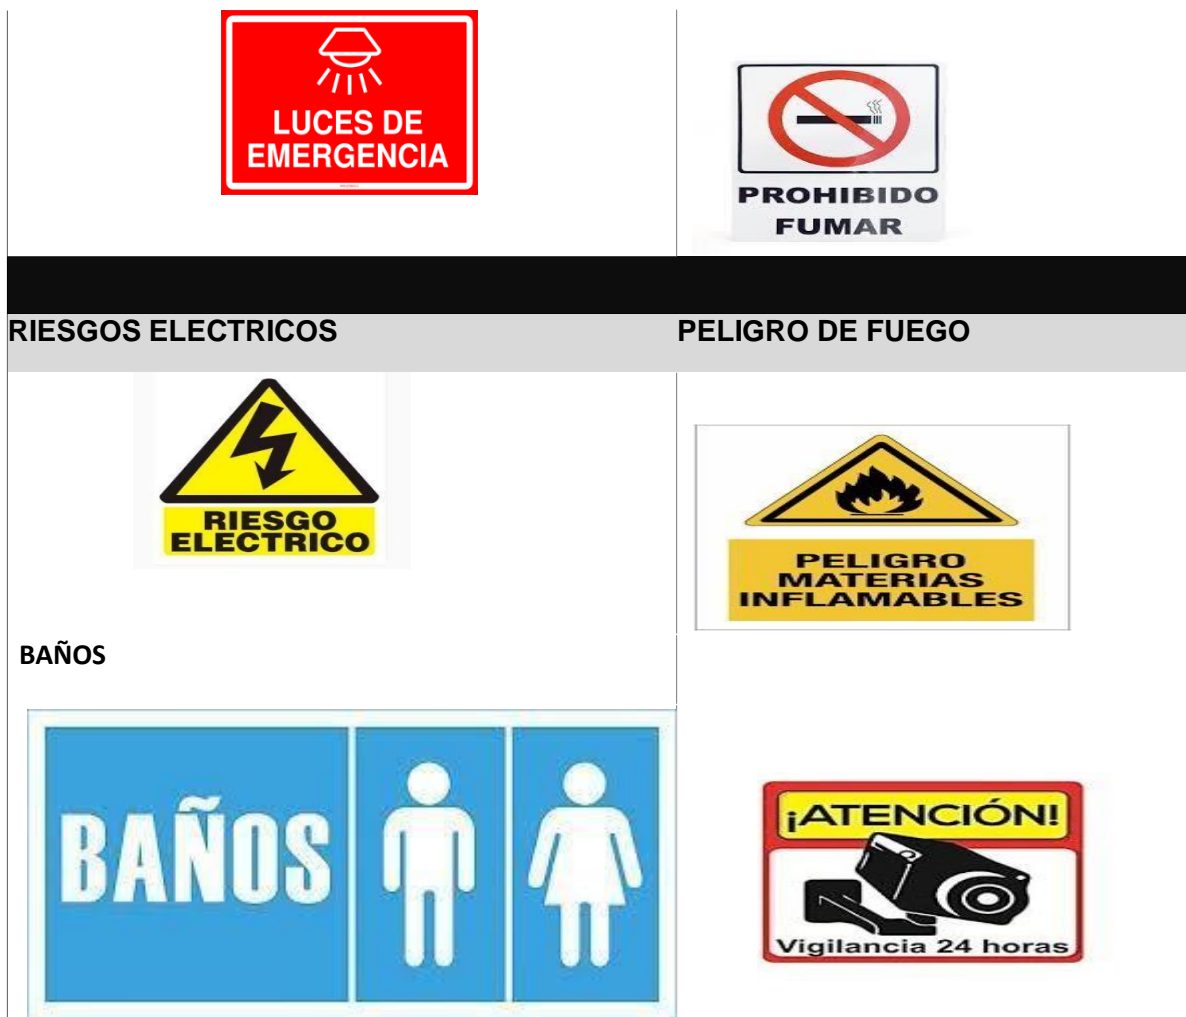 LUCES DE
EMERGENCIA
PROHIBIDO
FUMAR
RIESGOS ELECTRICOS
PELIGRO DE FUEGO
RIESGO
ELECTRICO
PELIGRO
MATERIAS
INFLAMABLES
BAÑOS
BAÑOS
¡ATENCIÓN!
Vigilancia 24 horas